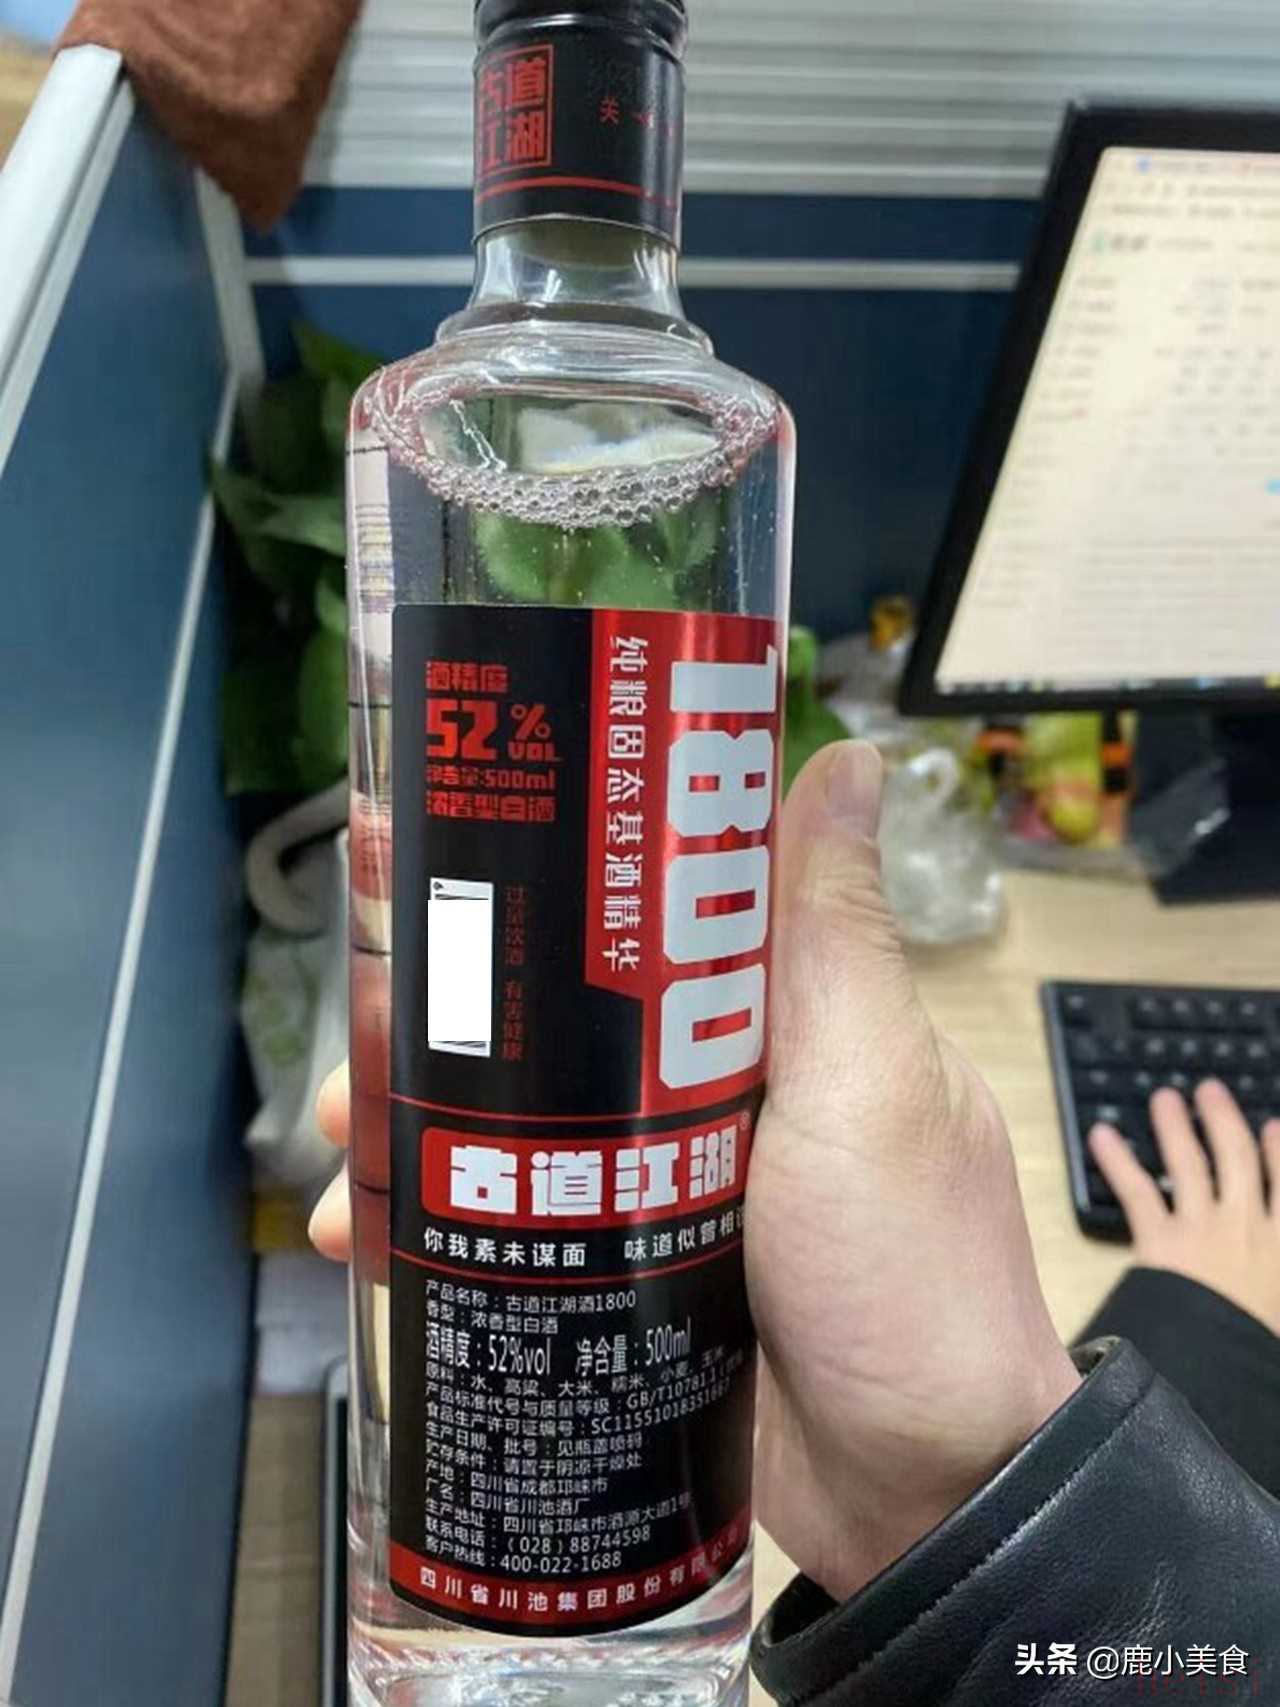 古道
江湖
关
1800
纯粮固态基酒精华
酒精度
52%
VOL
净含量:500ml
浓香型白酒
过量饮酒 有害健康
古道江湖®
你我素未谋面 味道似曾相
产品名称：古道江湖酒1800
香型：浓香型白酒
酒精度：52%vol 净含量：500ml
原料：水、高粱、大米、糯米、小麦、玉米
产品标准代号与质量等级：GB/T10781.1
食品生产许可证编号：SC1155101835166
生产日期、批号：见瓶盖喷码
贮存条件：请置于阴凉干燥处
产地：四川省成都邛崃市
厂名：四川省川池酒厂
生产地址：四川省邛崃市酒源大道1号
联系电话：（028）88744598
客户热线：400-022-1688
四川省川池集团股份有限公司
头条 @鹿小美食